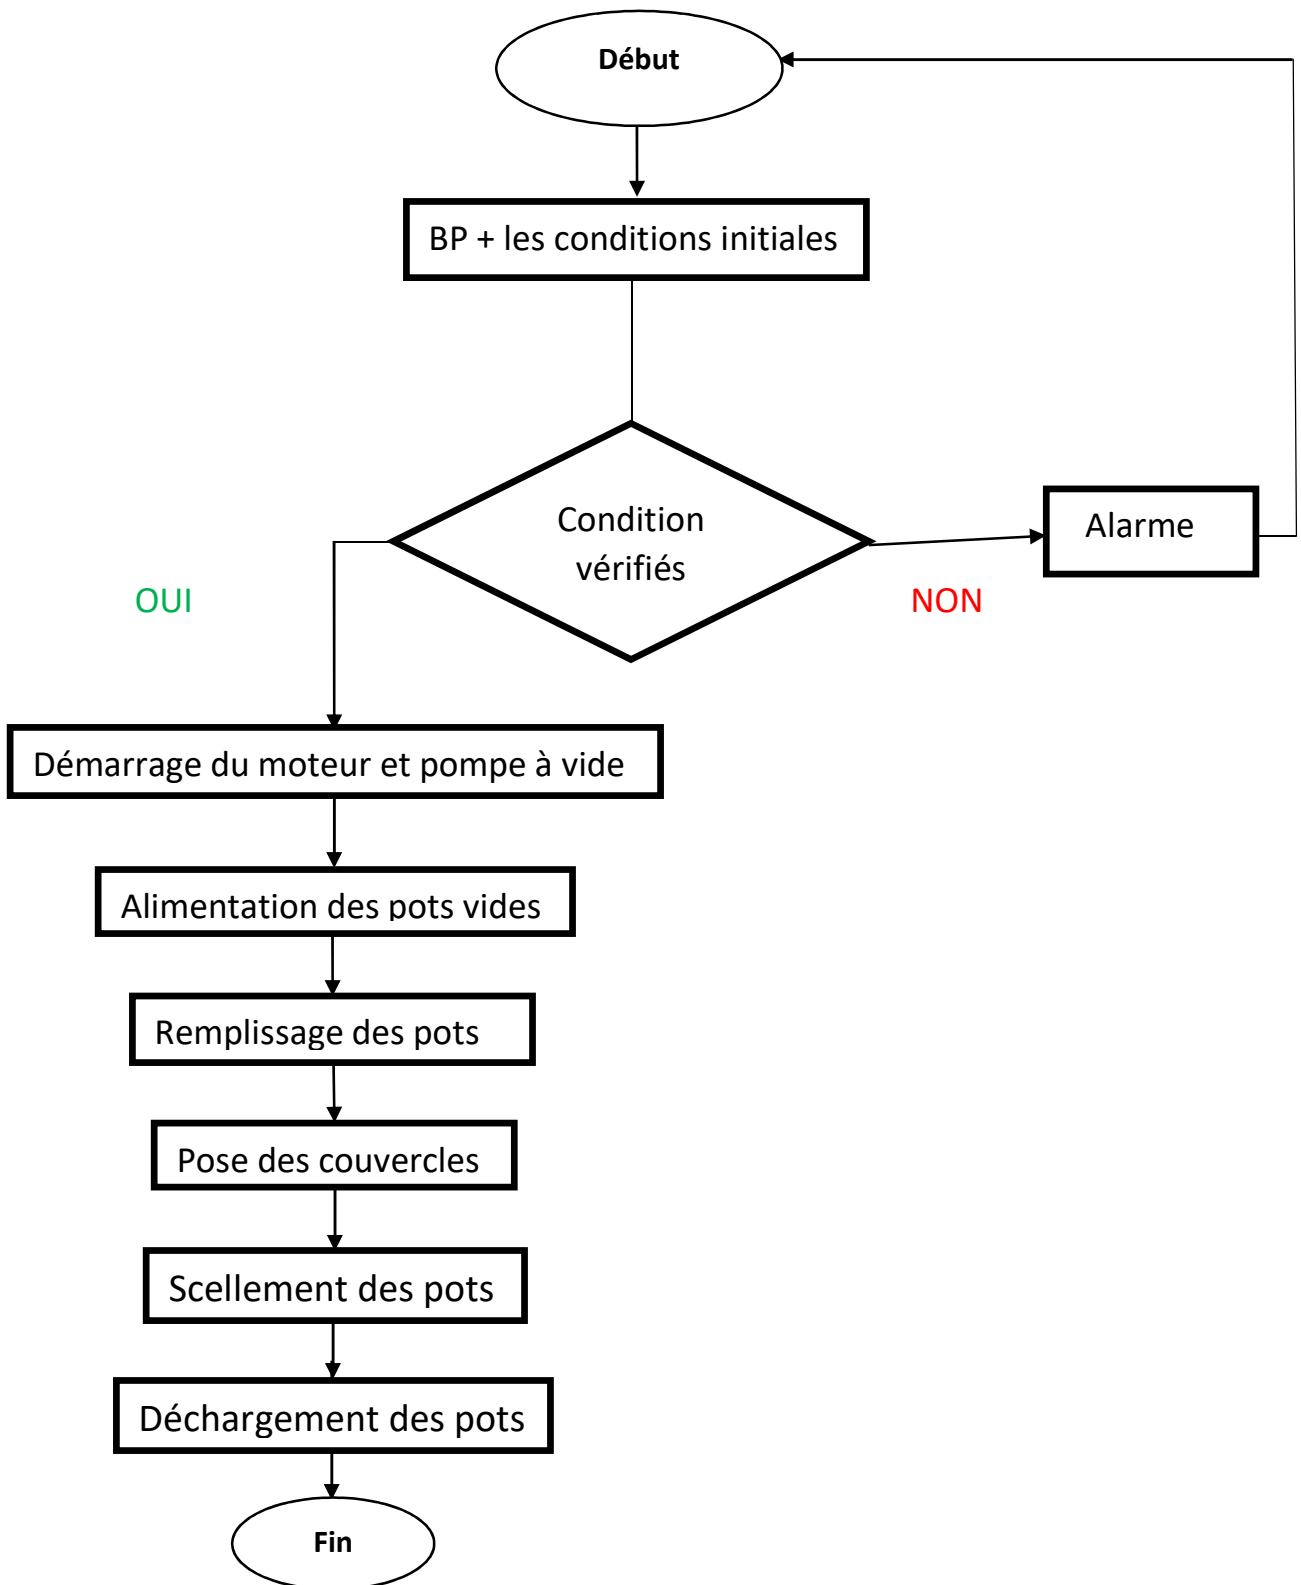 Début
BP + les conditions initiales
Condition
vérifiés
Alarme
OUI
NON
Démarrage du moteur et pompe à vide
Alimentation des pots vides
Remplissage des pots
Pose des couvercles
Scellement des pots
Déchargement des pots
Fin